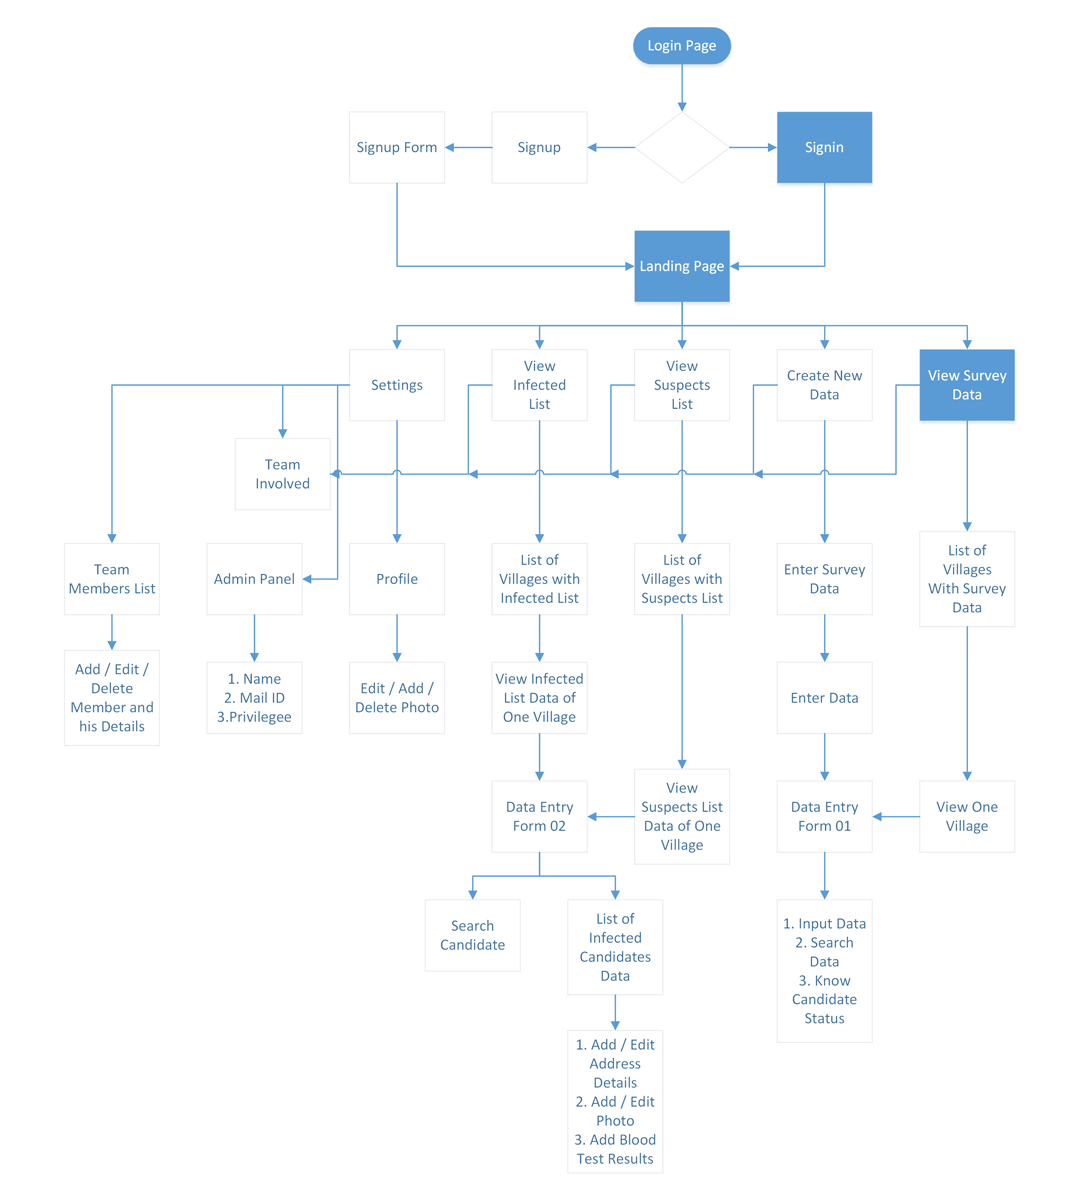 Login Page
Signup Form
Signup
Signin
Landing Page
Settings
View
Infected
List
View
Suspects
List
Create New
Data
View Survey
Data
Team
Involved
Team
Members List
Admin Panel
Profile
List of
Villages with
Infected List
List of
Villages with
Suspects List
Enter Survey
Data
List of
Villages
With Survey
Data
Add / Edit /
Delete
Member and
his Details
1. Name
2. Mail ID
3.Privilegee
Edit / Add /
Delete Photo
View Infected
List Data of
One Village
Enter Data
Data Entry
Form 02
View
Suspects List
Data of One
Village
Data Entry
Form 01
View One
Village
Search
Candidate
List of
Infected
Candidates
Data
1. Input Data
2. Search
Data
3. Know
Candidate
Status
1. Add / Edit
Address
Details
2. Add / Edit
Photo
3. Add Blood
Test Results